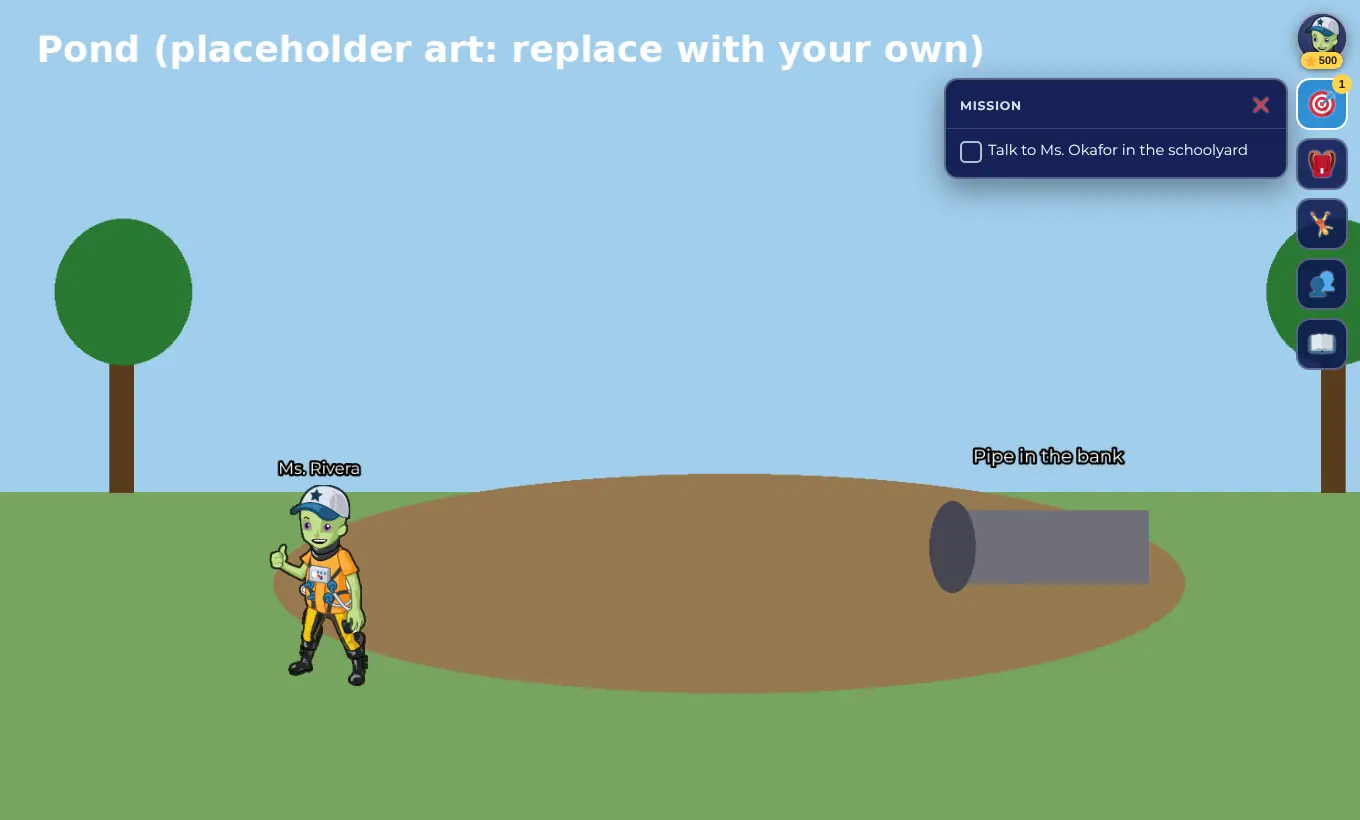 Pond (placeholder art: replace with your own)
500
MISSION
1
Talk to Ms. Okafor in the schoolyard
Pipe in the bank
Ms. Rivera